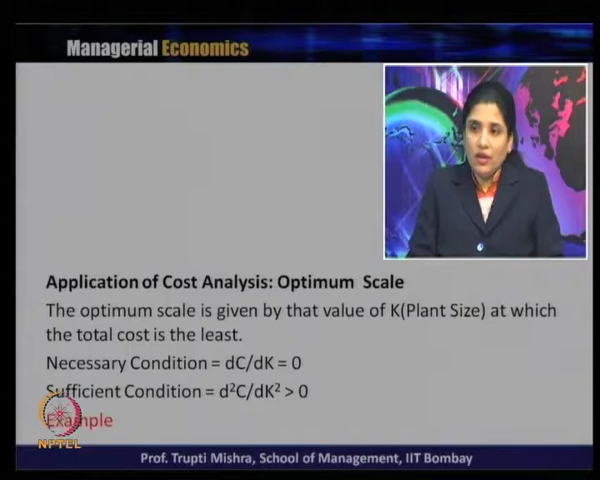 Managerial Economics
Application of Cost Analysis: Optimum Scale
The optimum scale is given by that value of K(Plant Size) at which
the total cost is the least.
Necessary Condition = dC/dK = 0
Sufficient Condition = d²C/dK² > 0
Example
NPTEL
Prof. Trupti Mishra, School of Management, IIT Bombay